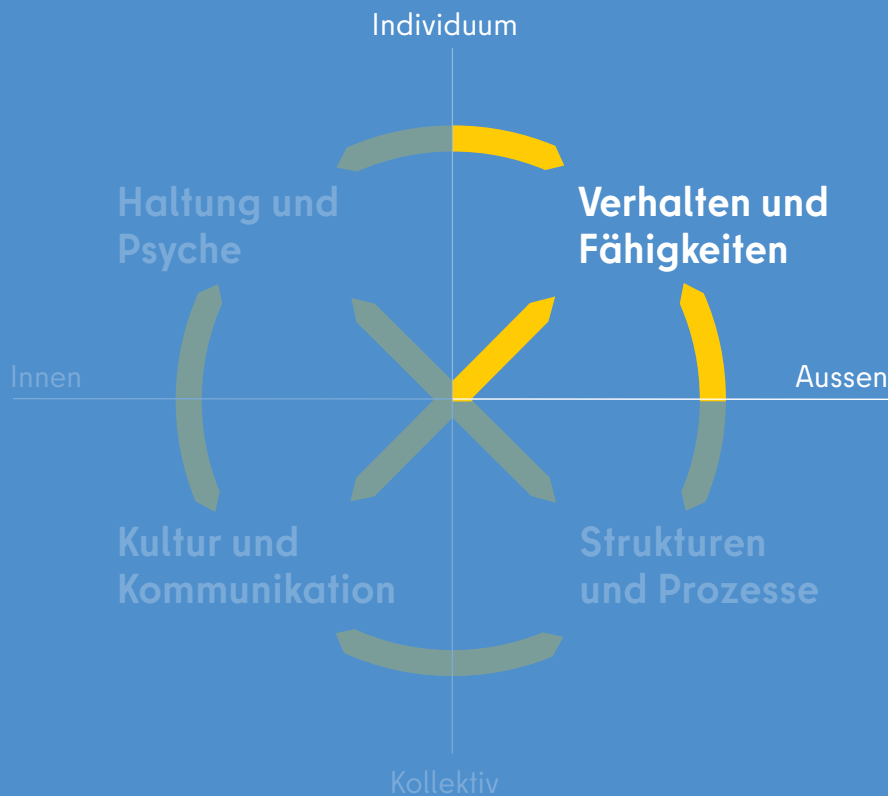 Individuum
Haltung und
Psyche
Verhalten und
Fähigkeiten
Innen
Aussen
Kultur und
Kommunikation
Strukturen
und Prozesse
Kollektiv